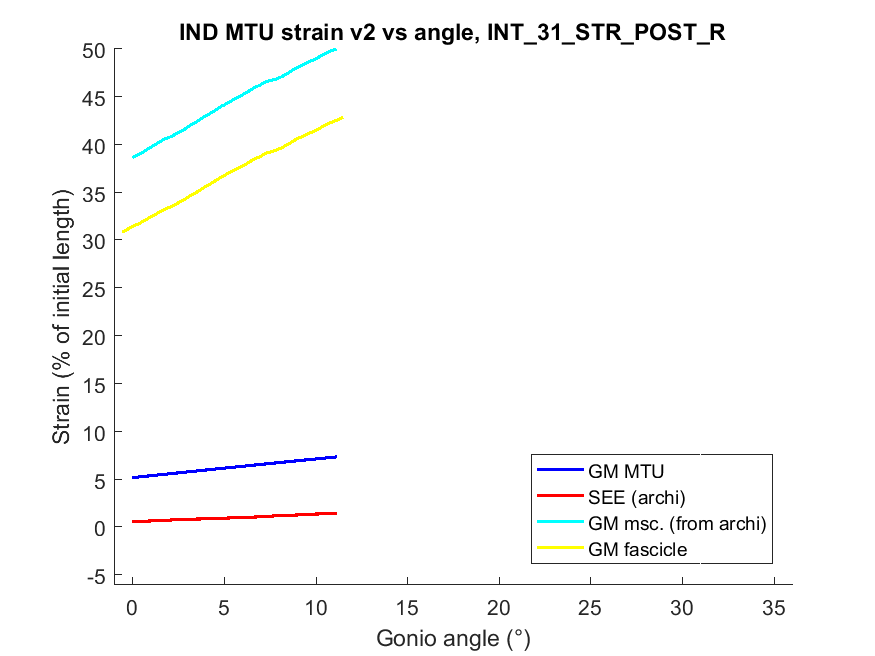 IND MTU strain v2 vs angle, INT_31_STR_POST_R
50
45
40
35
30
25
20
15
10
5
0
-5
Strain (% of initial length)
GM MTU
SEE (archi)
GM msc. (from archi)
GM fascicle
0 5 10 15 20 25 30 35
Gonio angle (°)